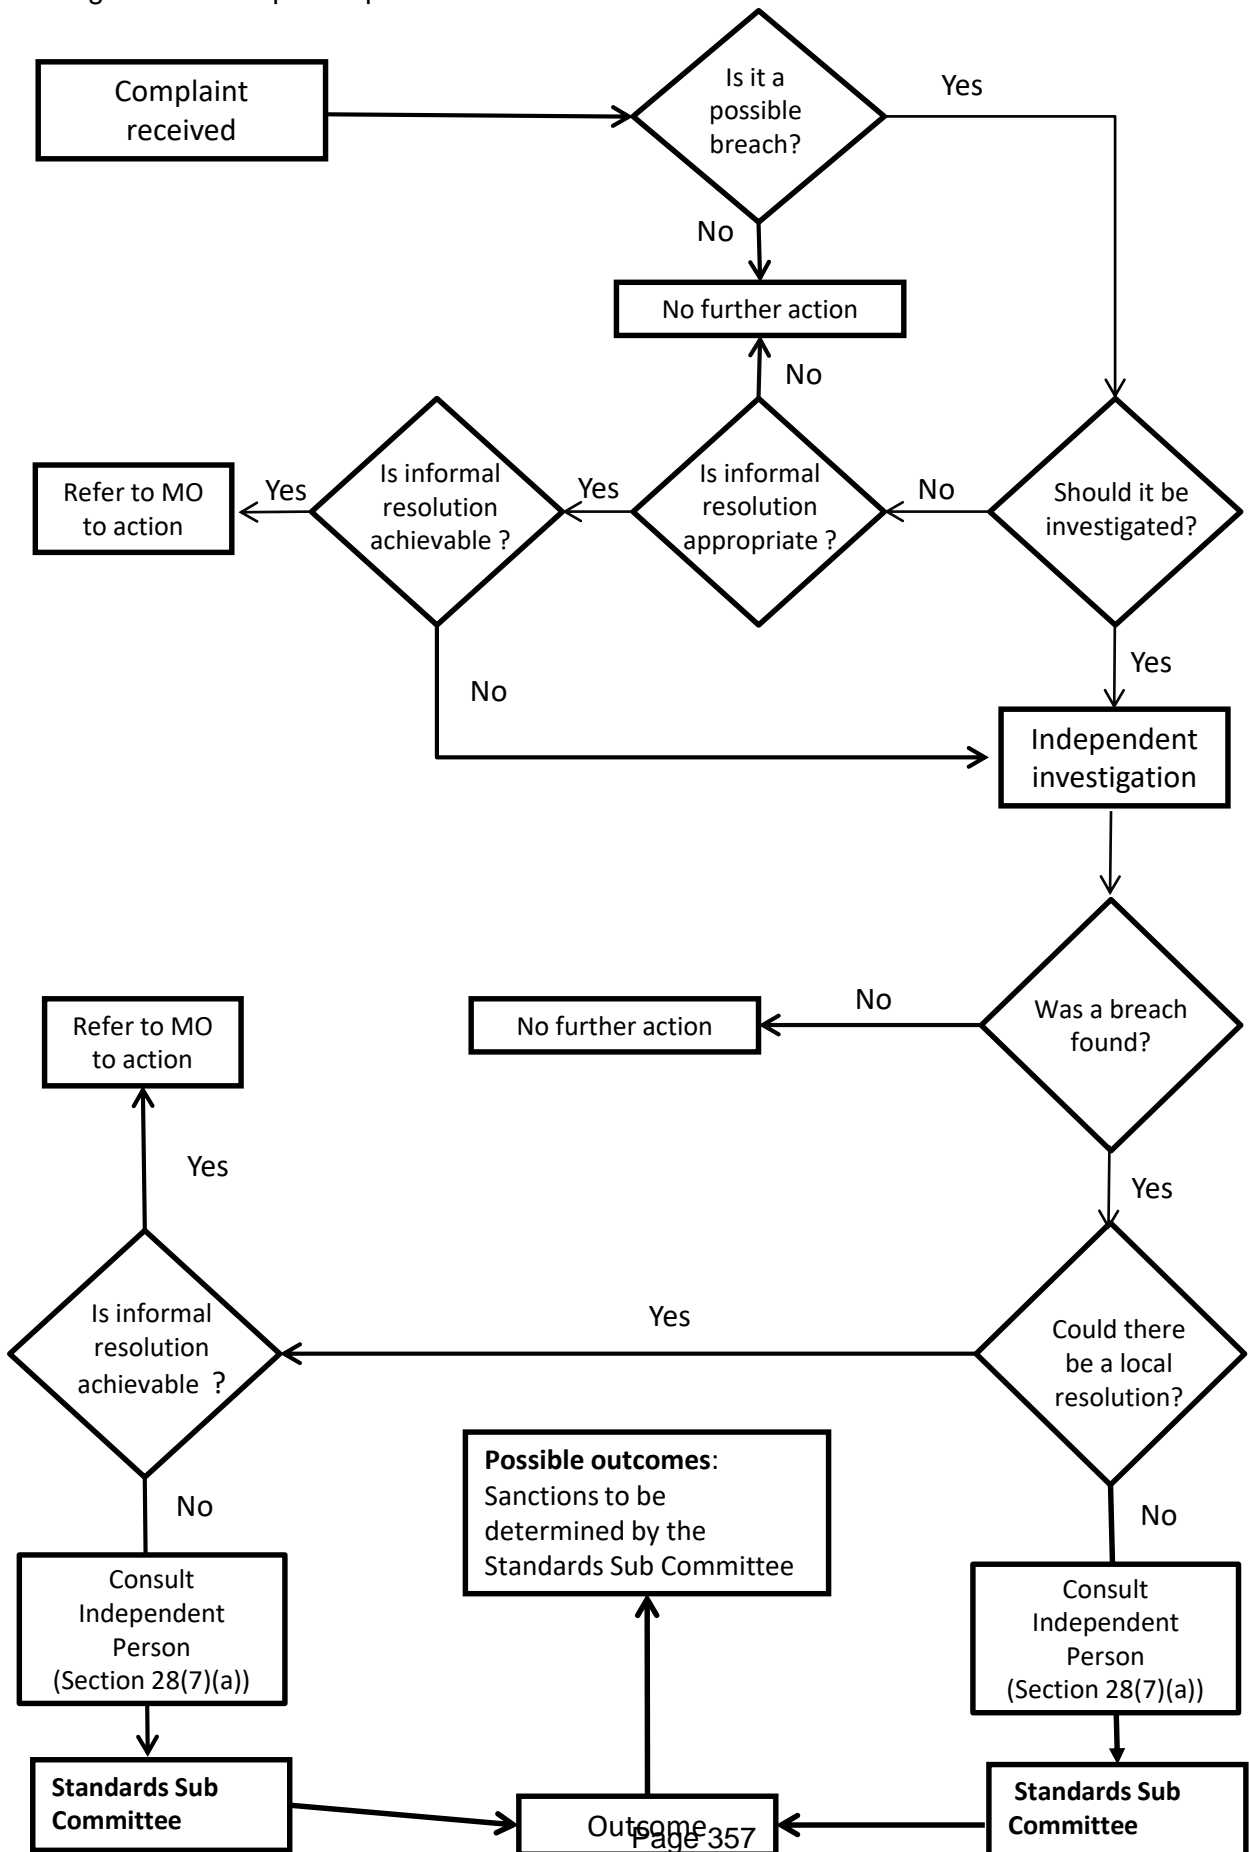 Complaint
received
Is it a
possible
breach?
Yes
No
No further action
No
Refer to MO
to action
Yes
Is informal
resolution
achievable ?
Yes
Is informal
resolution
appropriate ?
No
Should it be
investigated?
Yes
No
Independent
investigation
Was a breach
found?
No
No further action
Refer to MO
to action
Yes
Yes
Is informal
resolution
achievable ?
Yes
Could there
be a local
resolution?
Possible outcomes:
Sanctions to be
determined by the
Standards Sub Committee
No
No
Consult
Independent
Person
(Section 28(7)(a))
Consult
Independent
Person
(Section 28(7)(a))
Standards Sub
Committee
Standards Sub
Committee
Outcome
Page 357